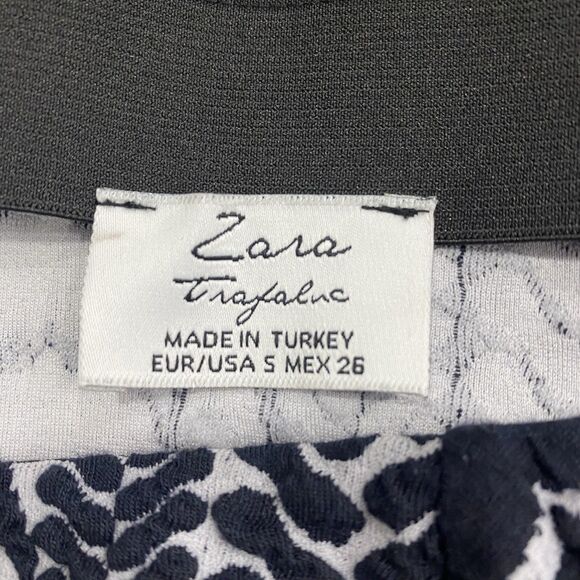 Zara
Trafaluc
MADE IN TURKEY
EUR/USA S MEX 26